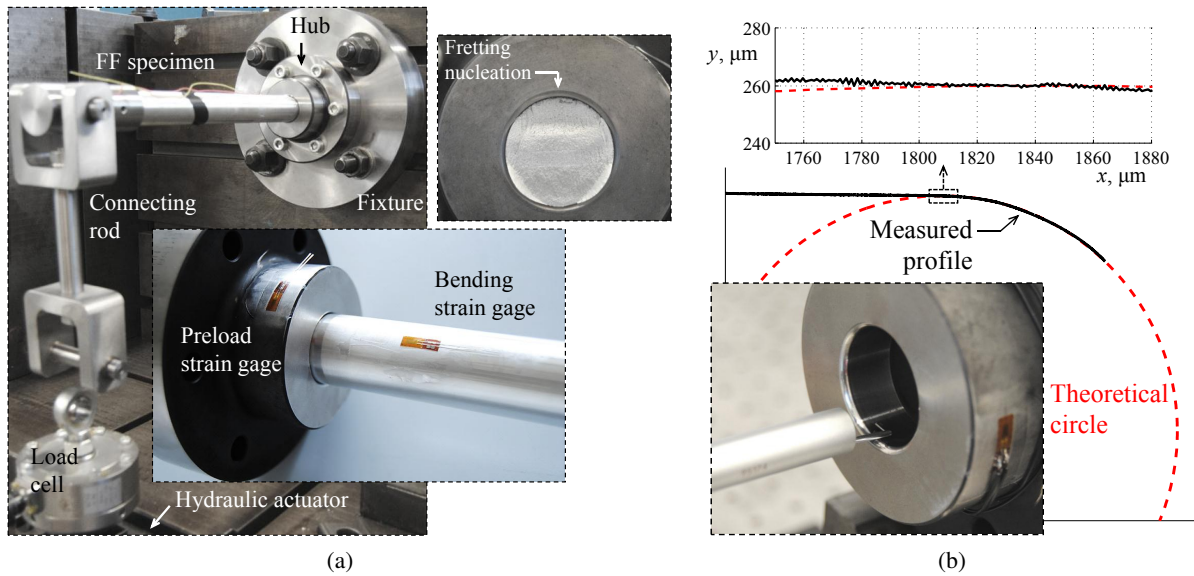 Hub
FF specimen
Fretting
nucleation
Connecting
rod
Fixture
Bending
strain gage
Preload
strain gage
Load
cell
Hydraulic actuator
(a)
280
y, μm
260
240
1760 1780 1800 1820 1840 1860 1880
x, μm
Measured
profile
Theoretical
circle
(b)